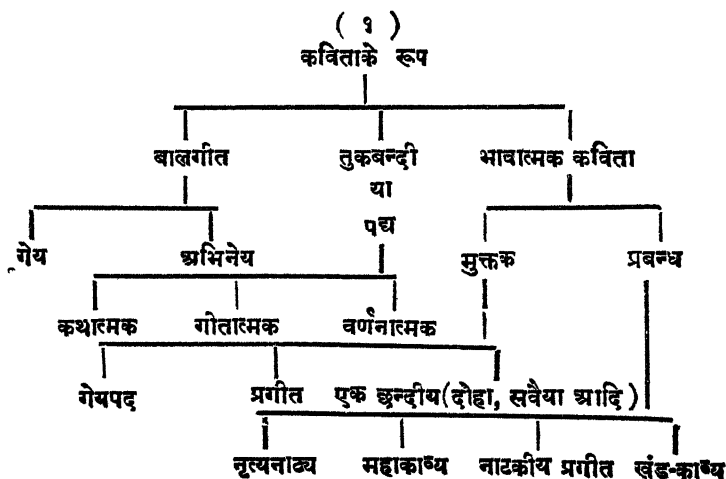 ( १ )
कविताके रूप
बालगीत तुकबन्दी भावात्मक कविता
या
पद्य
गेय अभिनेय मुक्तक प्रबन्ध
कथात्मक गीतात्मक वर्णनात्मक
गेयपद प्रगीत एक छन्दीय(दोहा, सवैया आदि)
नृत्यनाट्य महाकाव्य नाटकीय प्रगीत खंड-काव्य